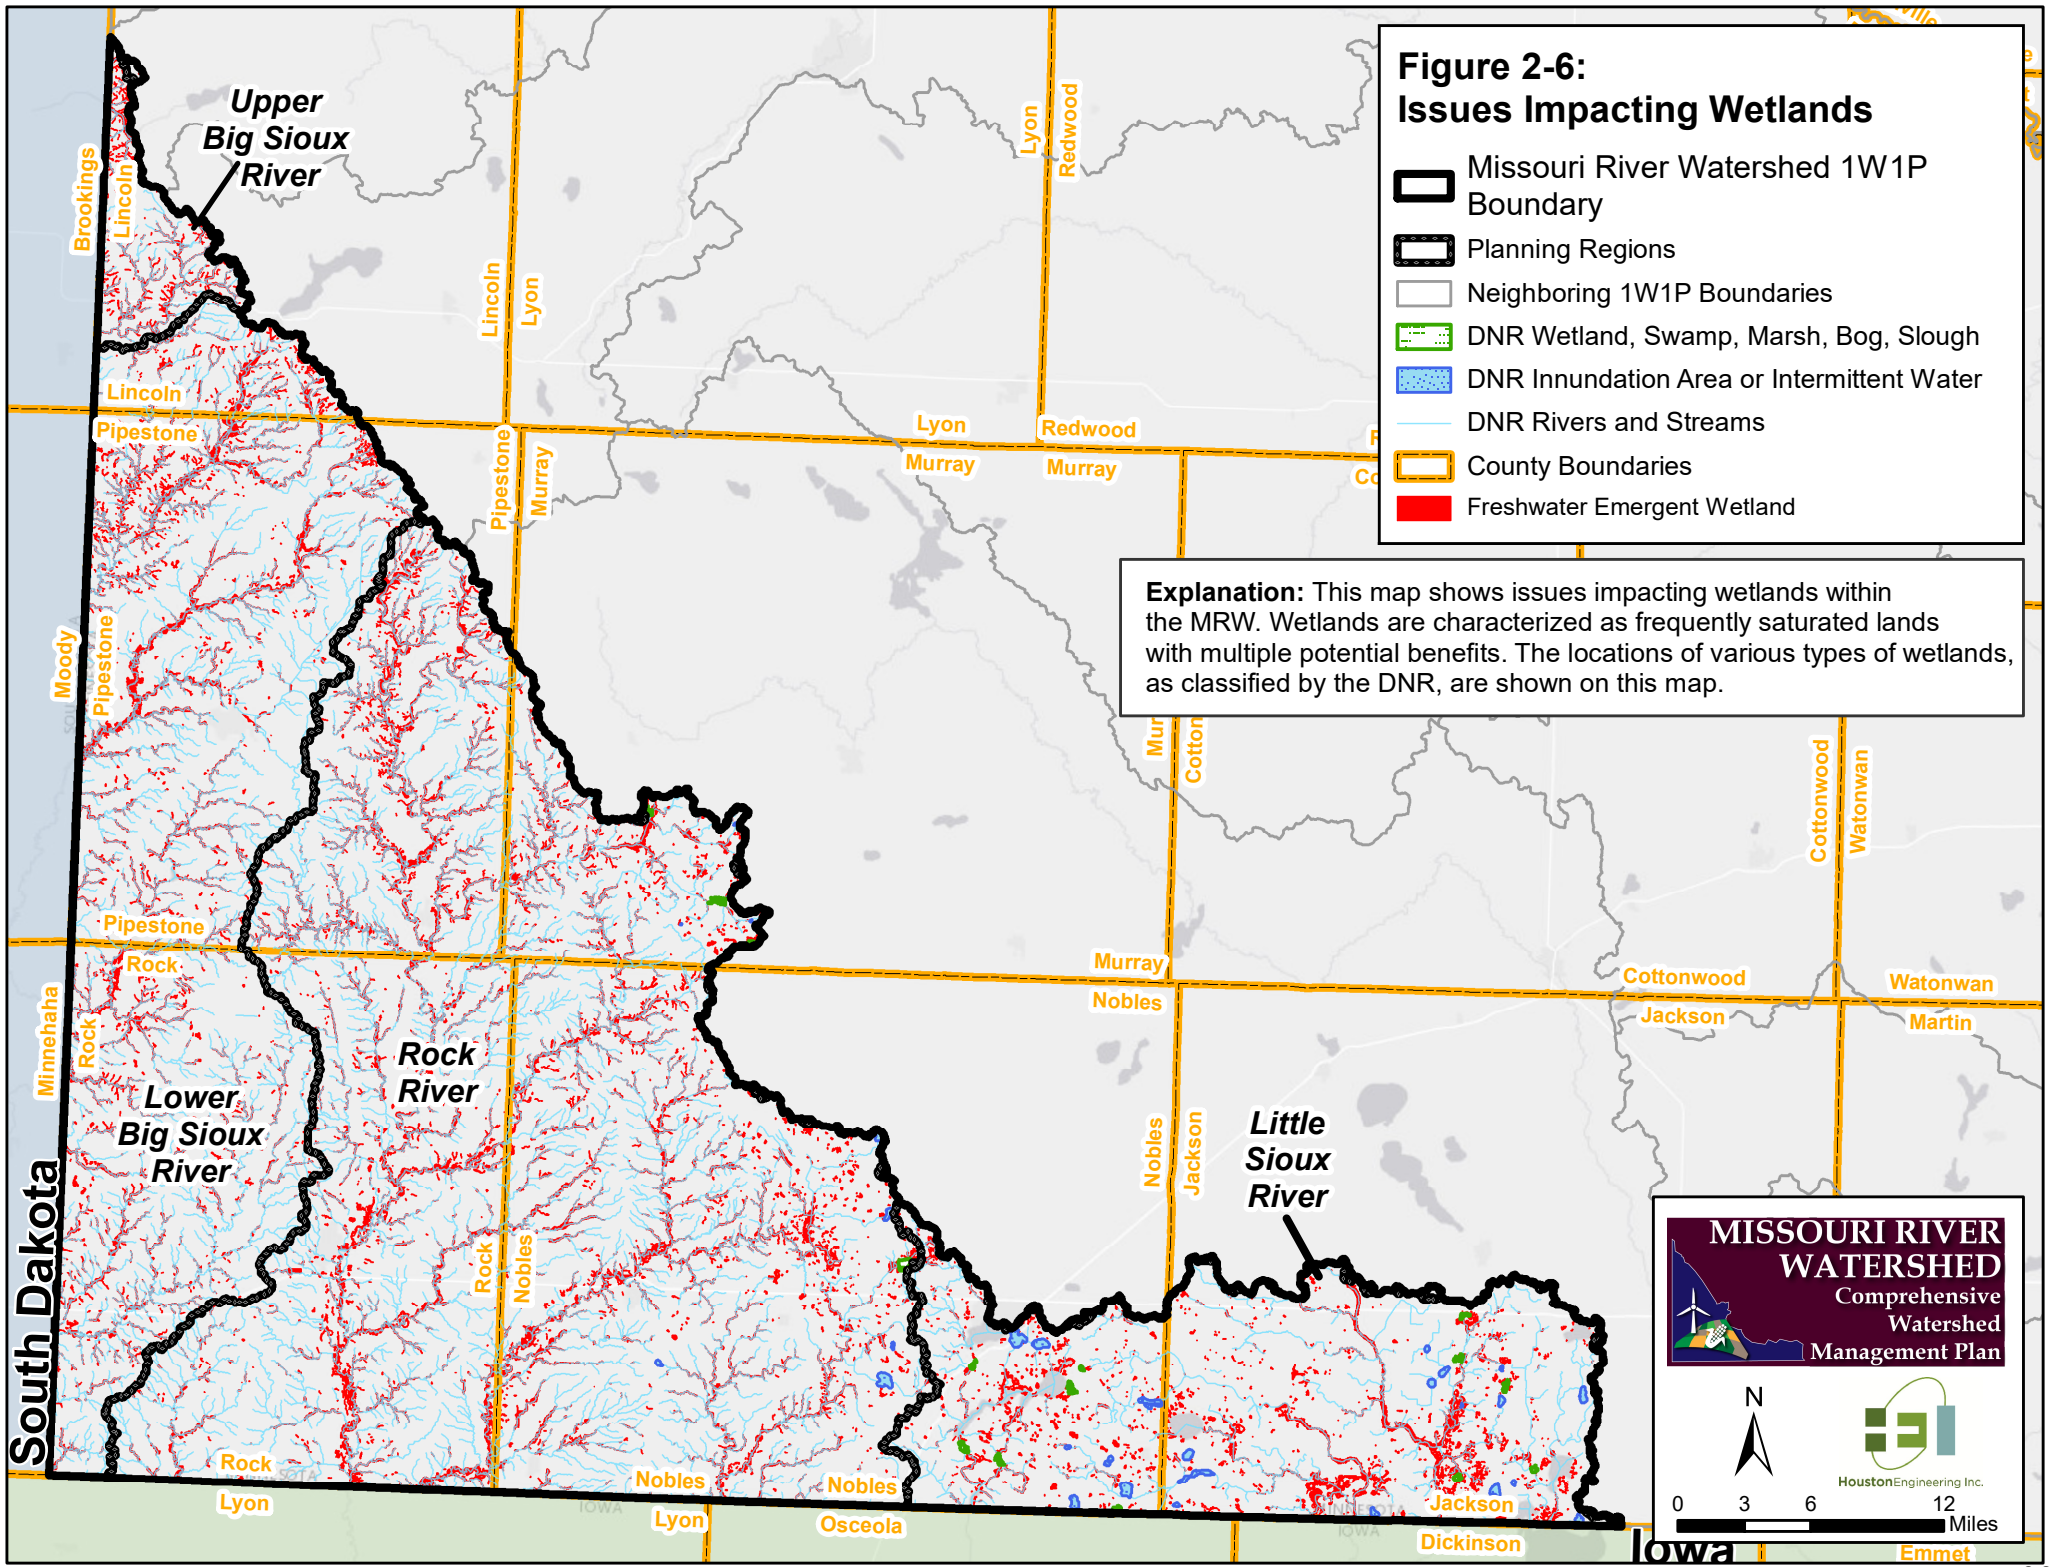 Figure 2-6:
Issues Impacting Wetlands
Missouri River Watershed 1W1P
Boundary
Planning Regions
Neighboring 1W1P Boundaries
DNR Wetland, Swamp, Marsh, Bog, Slough
DNR Innundation Area or Intermittent Water
DNR Rivers and Streams
County Boundaries
Freshwater Emergent Wetland
Explanation: This map shows issues impacting wetlands within
the MRW. Wetlands are characterized as frequently saturated lands
with multiple potential benefits. The locations of various types of wetlands,
as classified by the DNR, are shown on this map.
Upper
Big Sioux
River
Brookings
Lincoln
Lincoln
Lyon
Lyon
Redwood
Lincoln
Pipestone
Lyon
Redwood
Murray
Murray
Pipestone
Murray
Moody
Pipestone
Cottonwood
Watonwan
Pipestone
Rock
Murray
Nobles
Cottonwood
Jackson
Watonwan
Martin
Minnehaha
Rock
Rock
River
Lower
Big Sioux
River
Nobles
Jackson
Little
Sioux
River
Rock
Nobles
South Dakota
Rock
Lyon
Nobles
Lyon
Nobles
Osceola
Jackson
Dickinson
IOWA
MINNESOTA
IOWA
Iowa
Emmet
MISSOURI RIVER
WATERSHED
Comprehensive
Watershed
Management Plan
N
HoustonEngineering Inc.
0 3 6 12
Miles